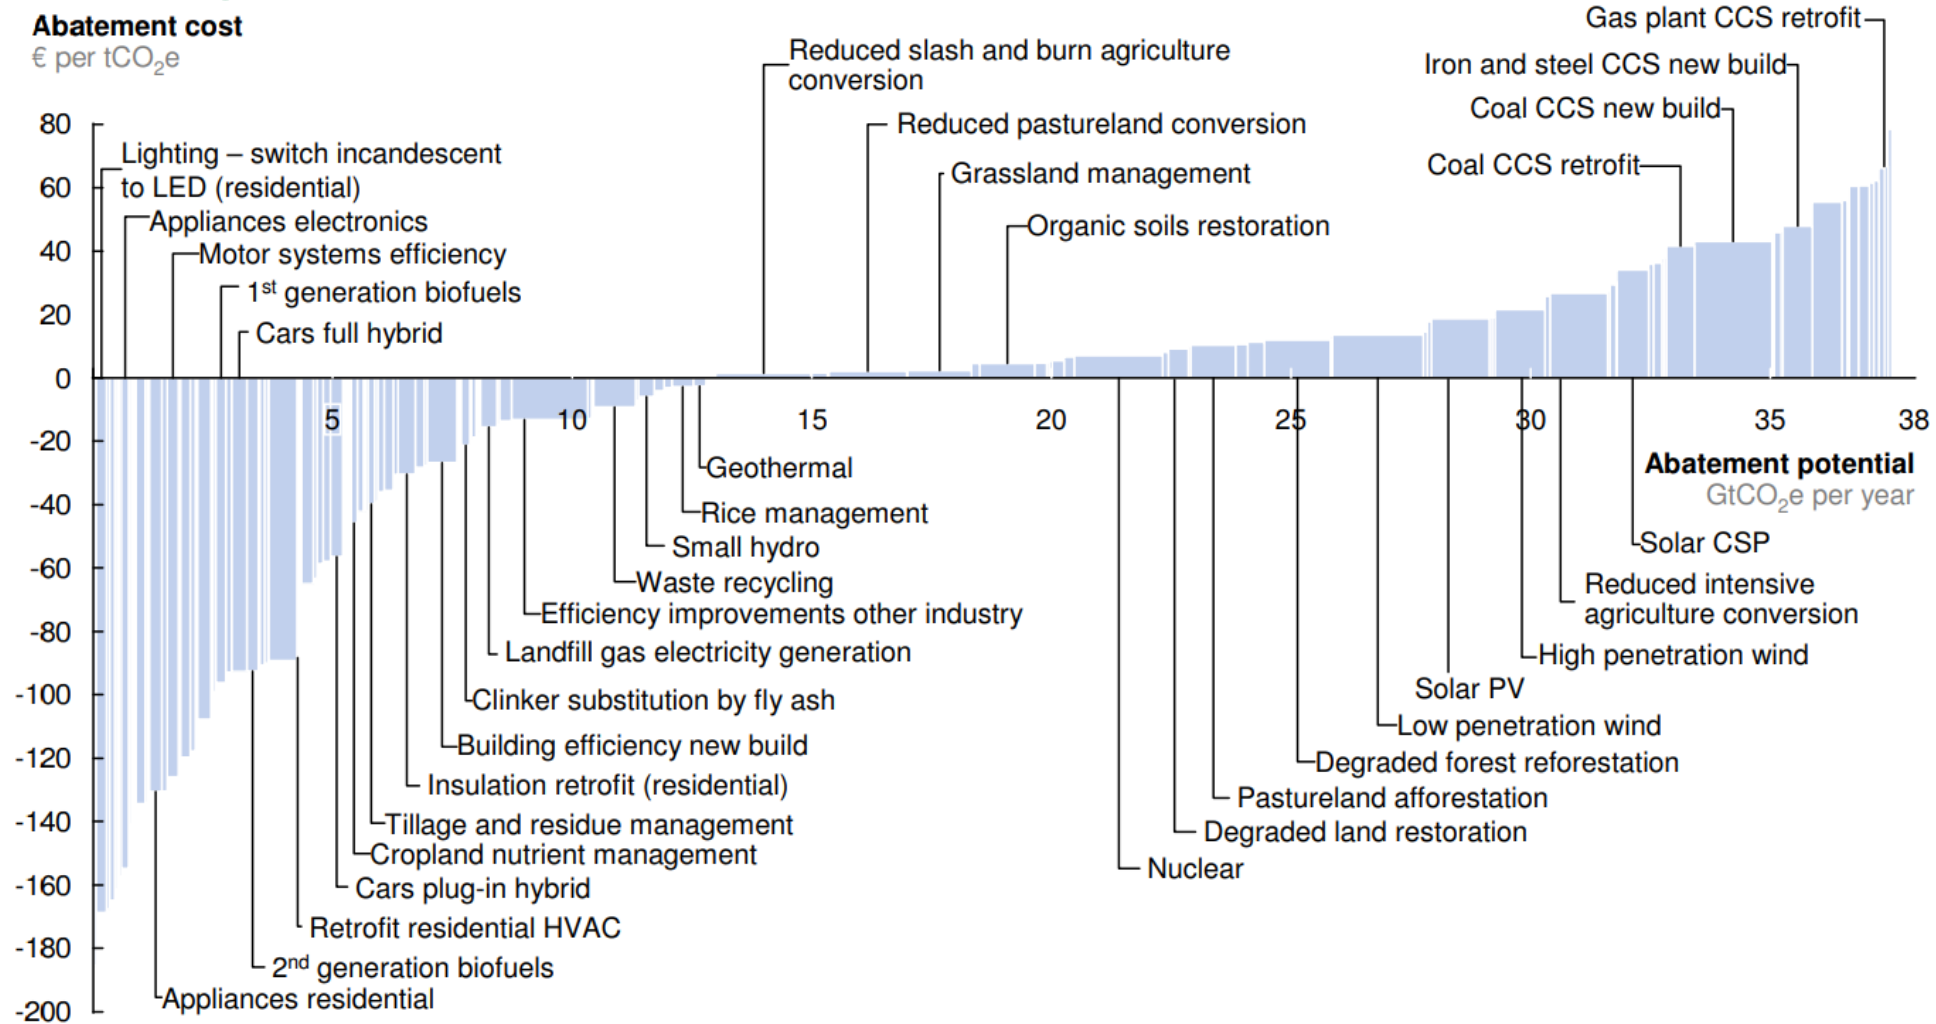 Abatement cost
€ per tCO₂e
Gas plant CCS retrofit
Reduced slash and burn agriculture
conversion
Iron and steel CCS new build
Coal CCS new build
80
Reduced pastureland conversion
Lighting – switch incandescent
to LED (residential)
60
Grassland management
Coal CCS retrofit
Appliances electronics
Organic soils restoration
40
Motor systems efficiency
1st generation biofuels
20
Cars full hybrid
0
5
10
15
20
25
30
35
38
-20
Abatement potential
GtCO₂e per year
Geothermal
-40
Rice management
Small hydro
Solar CSP
-60
Waste recycling
Reduced intensive
agriculture conversion
Efficiency improvements other industry
-80
Landfill gas electricity generation
High penetration wind
-100
Clinker substitution by fly ash
Solar PV
Low penetration wind
-120
Building efficiency new build
Degraded forest reforestation
Insulation retrofit (residential)
Pastureland afforestation
-140
Tillage and residue management
Degraded land restoration
Cropland nutrient management
Nuclear
-160
Cars plug-in hybrid
Retrofit residential HVAC
-180
2nd generation biofuels
Appliances residential
-200